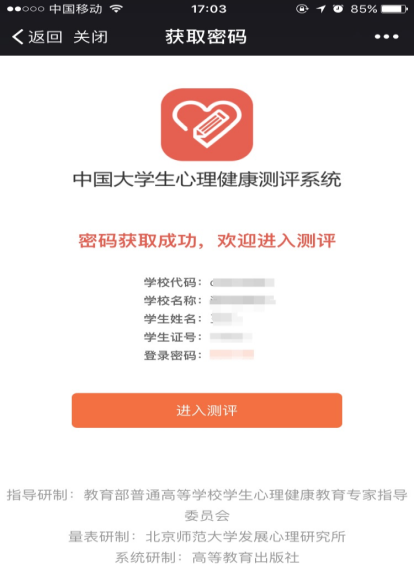 中国移动 17:03 85%
返回 关闭 获取密码
中国大学生心理健康测评系统
密码获取成功，欢迎进入测评
学校代码：
学校名称：
学生姓名：
学生证号：
登录密码：
进入测评
指导研制：教育部普通高等学校学生心理健康教育专家指导
委员会
量表研制：北京师范大学发展心理研究所
系统研制：高等教育出版社